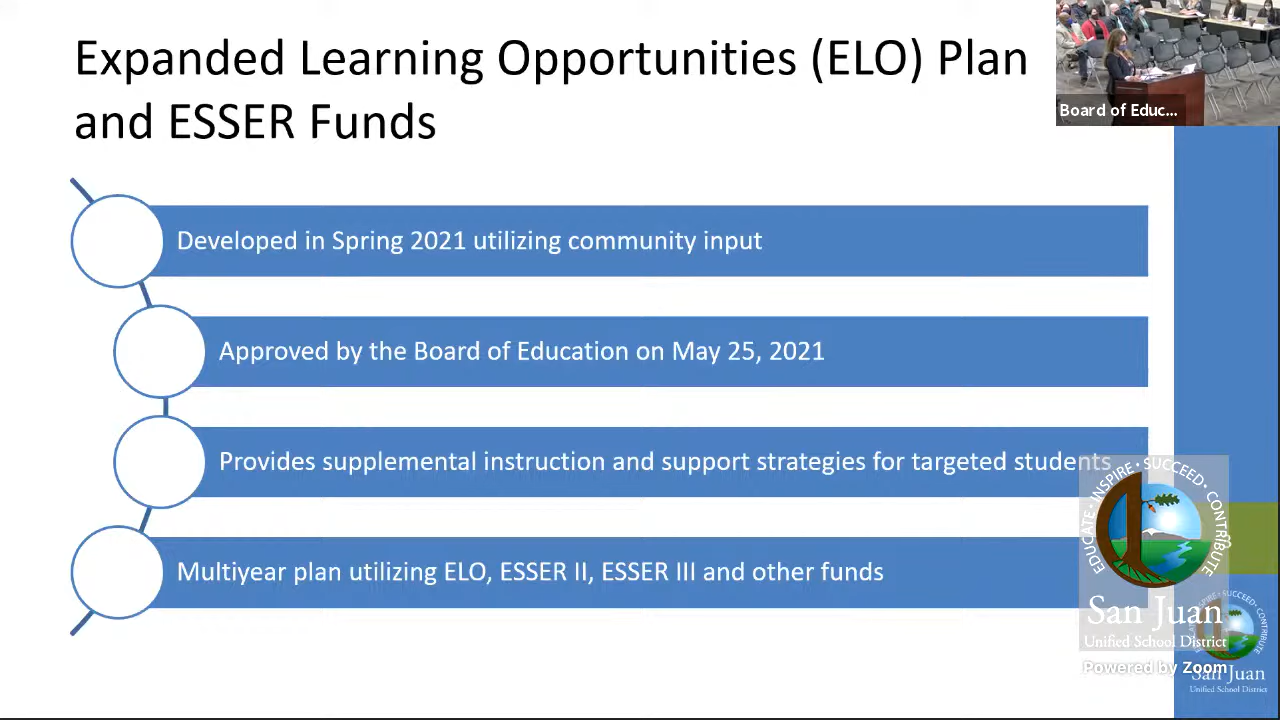 Expanded Learning Opportunities (ELO) Plan
and ESSER Funds
Board of Educ...
Developed in Spring 2021 utilizing community input
Approved by the Board of Education on May 25, 2021
Provides supplemental instruction and support strategies for targeted students
Multiyear plan utilizing ELO, ESSER II, ESSER III and other funds
EDUCATE · INSPIRE · SUCCEED · CONTRIBUTE
San Juan
Unified School District
Powered by Zoom
San Juan
Unified School District